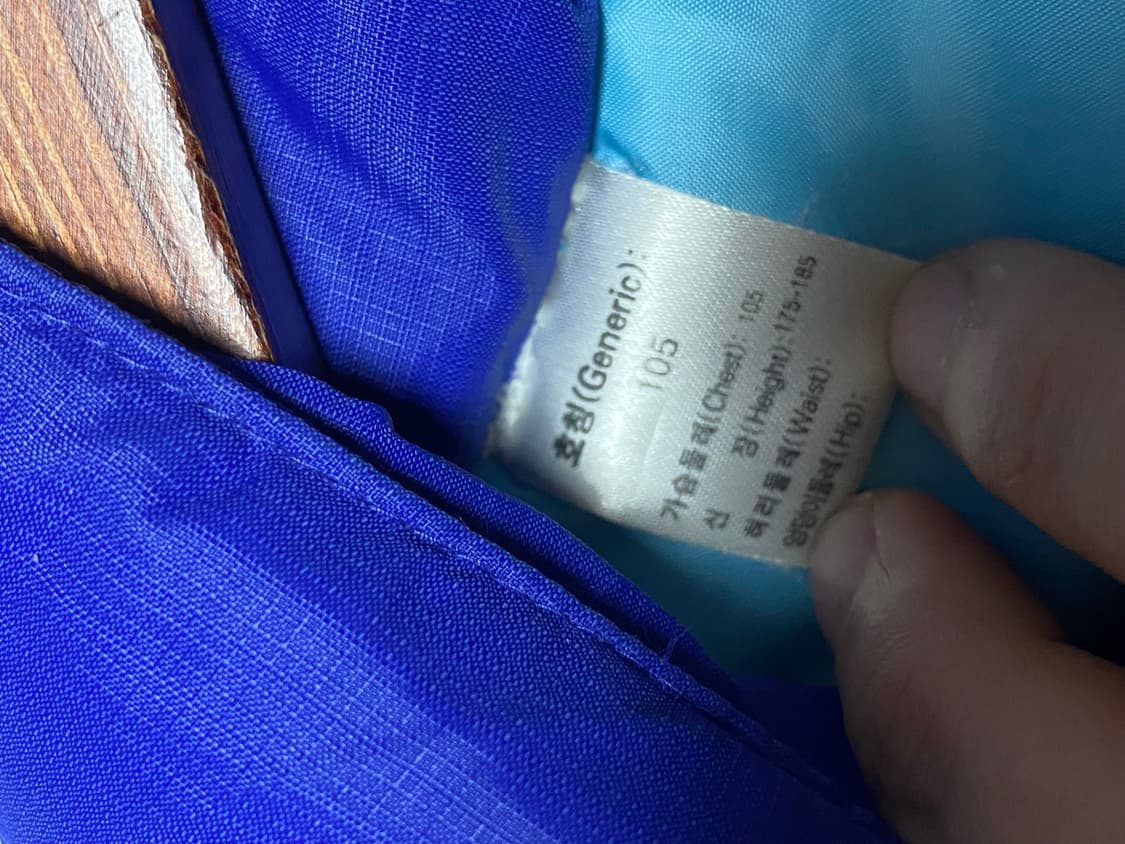 호칭(Generic):
105
가슴둘레(Chest): 105
신 장(Height):175-185
허리둘레(Waist):
엉덩이둘레(Hip):